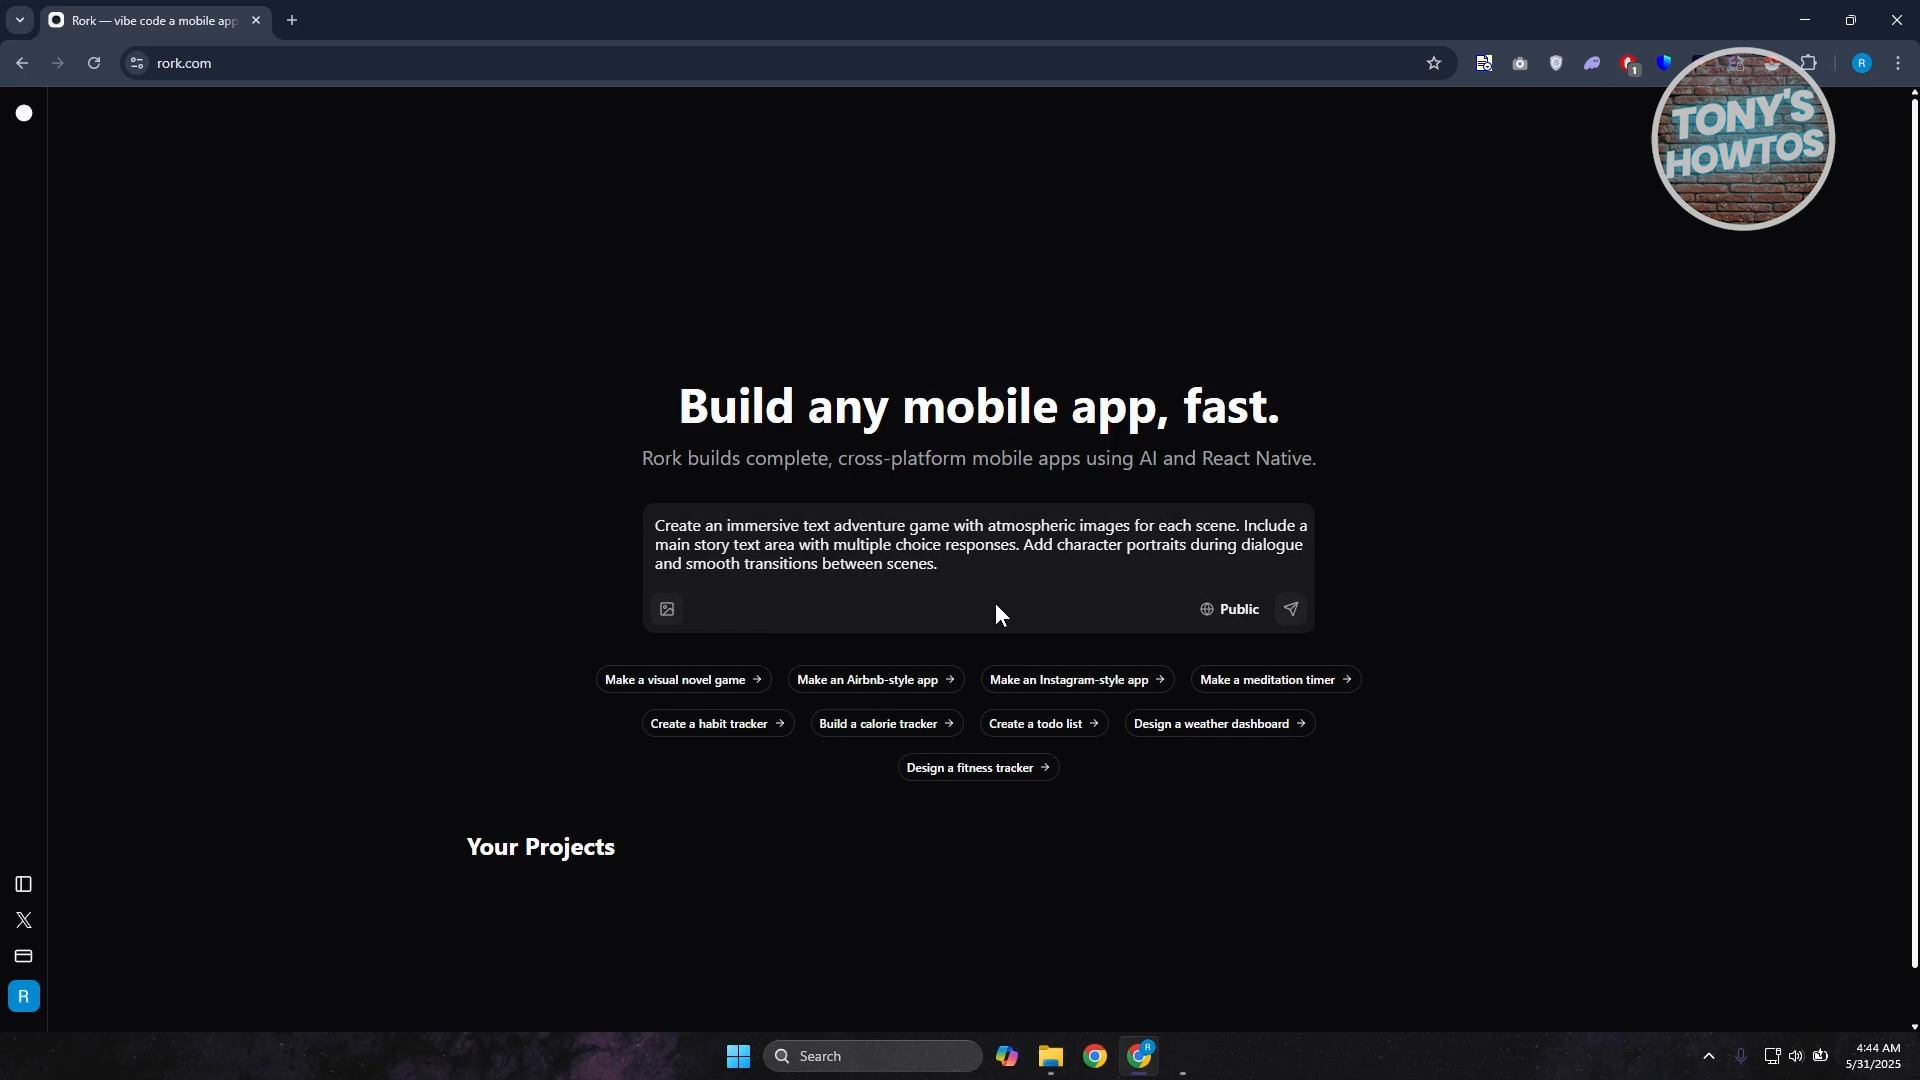 Rork — vibe code a mobile app
rork.com
1
R
TONY'S
HOWTOS
Build any mobile app, fast.
Rork builds complete, cross-platform mobile apps using AI and React Native.
Create an immersive text adventure game with atmospheric images for each scene. Include a
main story text area with multiple choice responses. Add character portraits during dialogue
and smooth transitions between scenes.
Public
Make a visual novel game →
Make an Airbnb-style app →
Make an Instagram-style app →
Make a meditation timer →
Create a habit tracker →
Build a calorie tracker →
Create a todo list →
Design a weather dashboard →
Design a fitness tracker →
Your Projects
R
Search
R
4:44 AM
5/31/2025